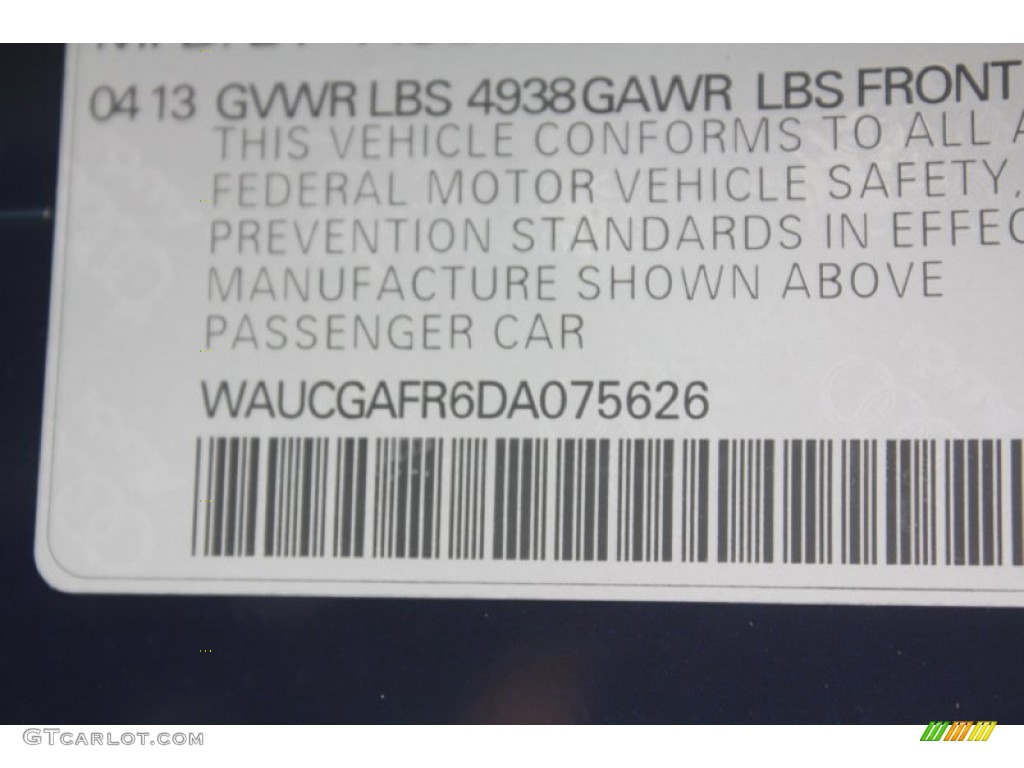 04 13 GVWR LBS 4938 GAWR LBS FRONT
THIS VEHICLE CONFORMS TO ALL
FEDERAL MOTOR VEHICLE SAFETY,
PREVENTION STANDARDS IN EFFEC
MANUFACTURE SHOWN ABOVE
PASSENGER CAR
WAUCGAFR6DA075626
GTCARLOT.COM